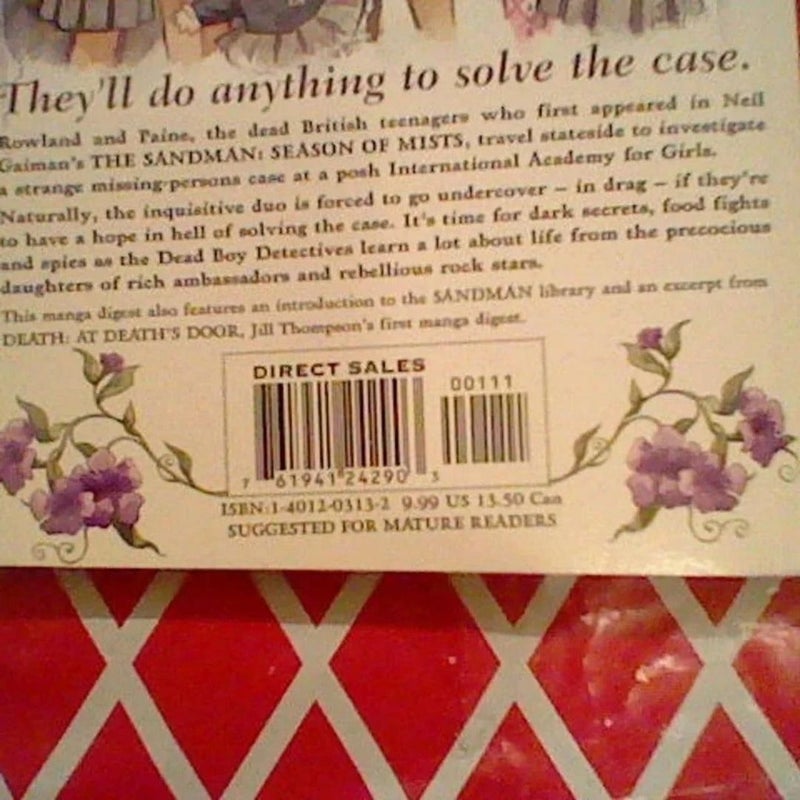 They'll do anything to solve the case.
Rowland and Paine, the dead British teenagers who first appeared in Neil
Gaiman's THE SANDMAN: SEASON OF MISTS, travel stateside to investigate
a strange missing-persons case at a posh International Academy for Girls.
Naturally, the inquisitive duo is forced to go undercover – in drag – if they're
to have a hope in hell of solving the case. It's time for dark secrets, food fights
and spies as the Dead Boy Detectives learn a lot about life from the precocious
daughters of rich ambassadors and rebellious rock stars.
This manga digest also features an introduction to the SANDMAN library and an excerpt from
DEATH: AT DEATH'S DOOR, Jill Thompson's first manga digest.
DIRECT SALES
00111
7 61941 24290 3
ISBN:1-4012-0313-2 9.99 US 13.50 Can
SUGGESTED FOR MATURE READERS